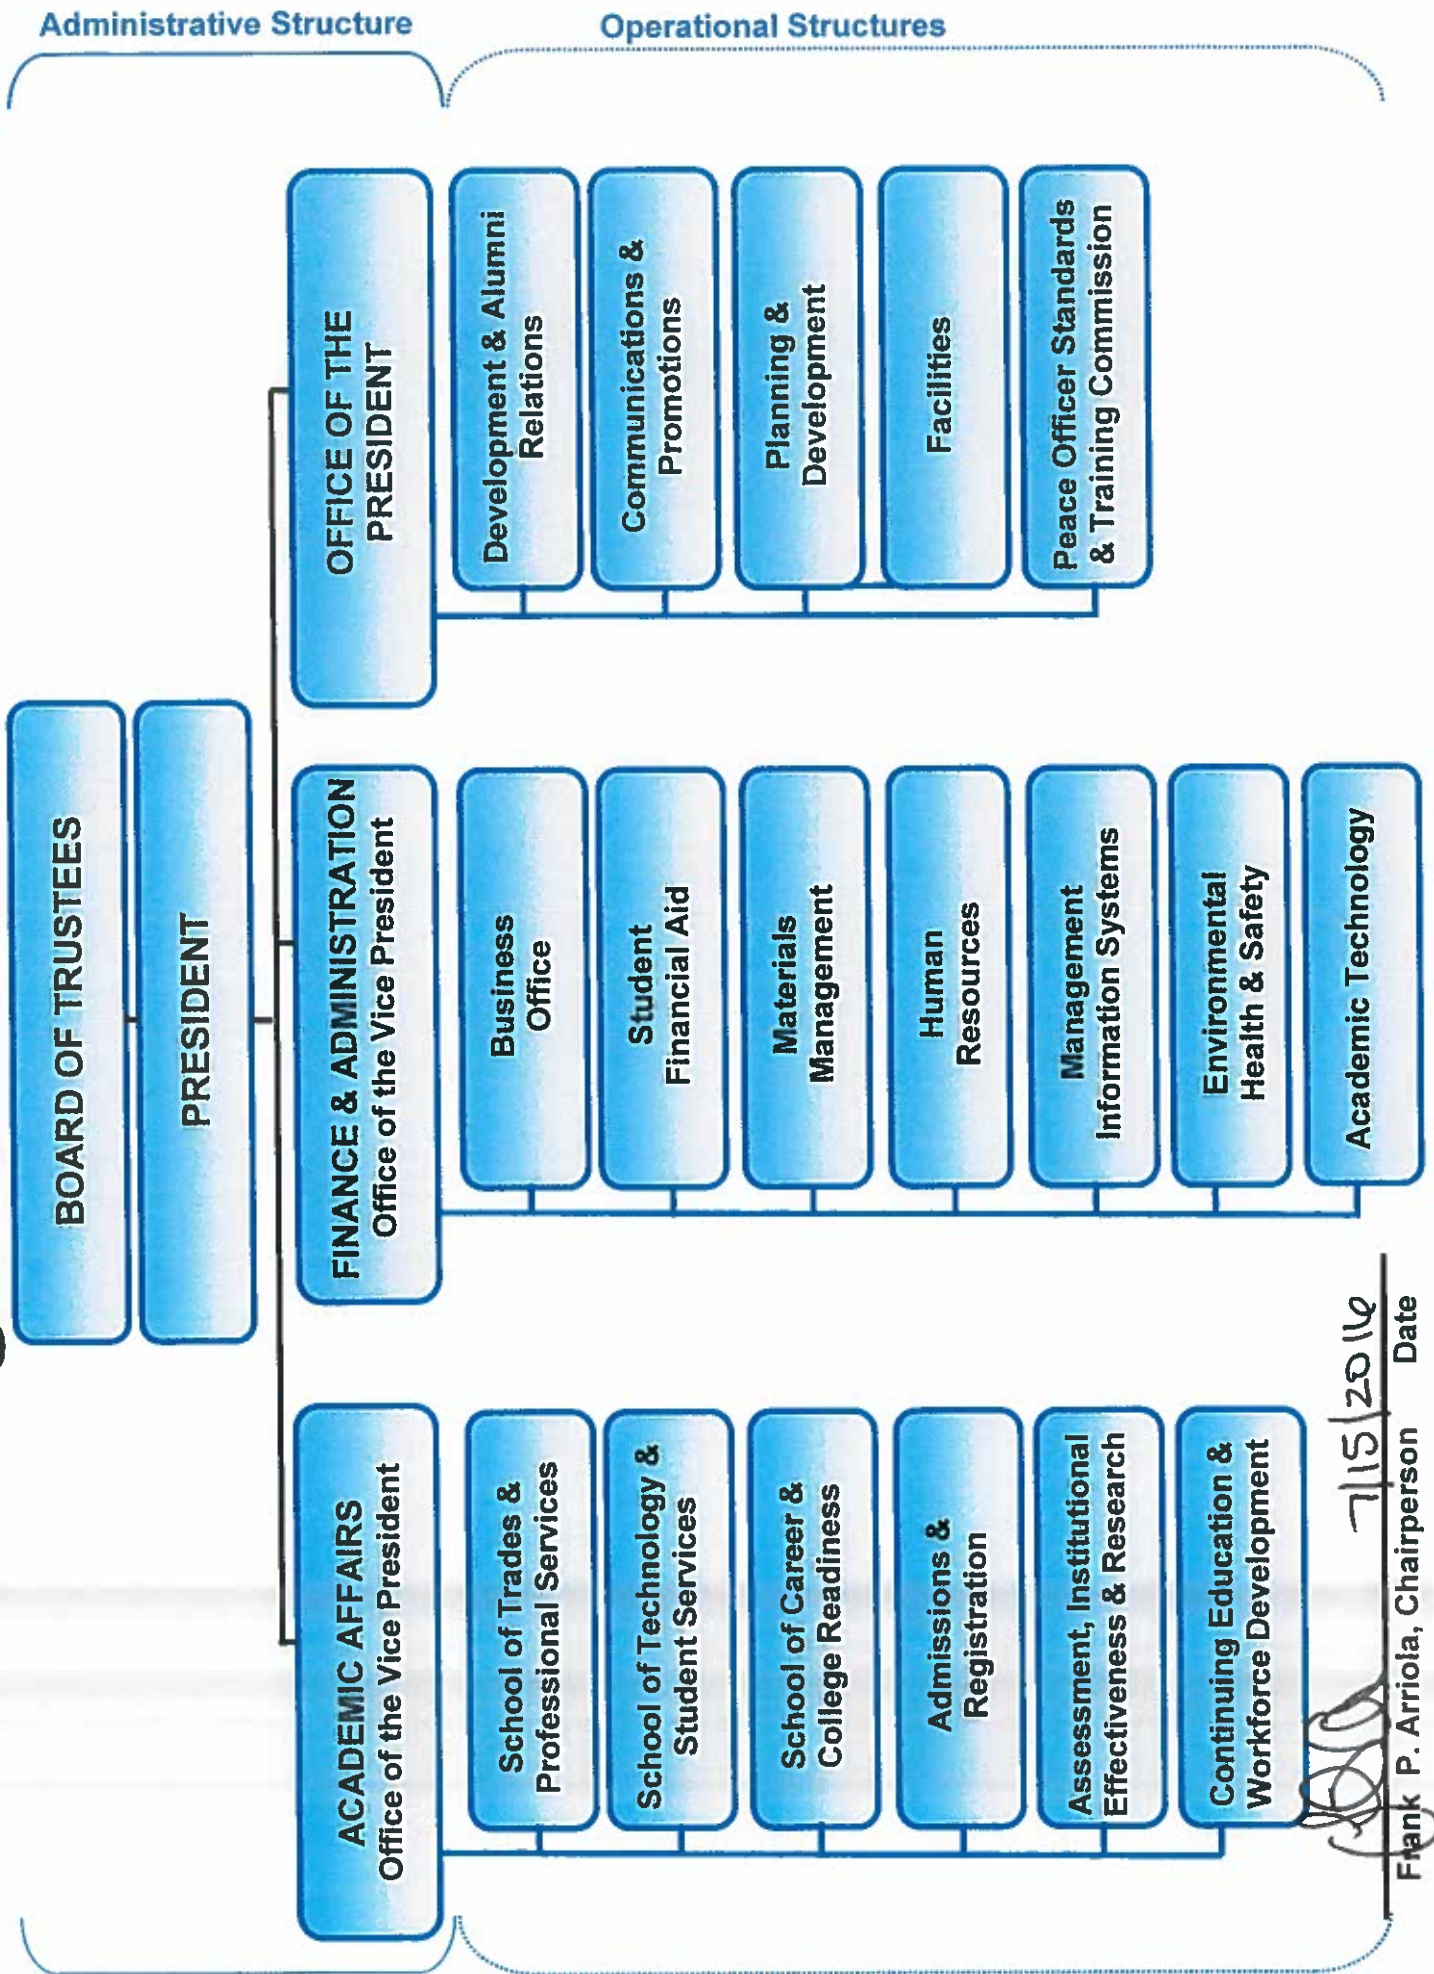 Administrative Structure
Operational Structures
BOARD OF TRUSTEES
PRESIDENT
ACADEMIC AFFAIRS
Office of the Vice President
School of Trades &
Professional Services
School of Technology &
Student Services
School of Career &
College Readiness
Admissions &
Registration
Assessment, Institutional
Effectiveness & Research
Continuing Education &
Workforce Development
FINANCE & ADMINISTRATION
Office of the Vice President
Business
Office
Student
Financial Aid
Materials
Management
Human
Resources
Management
Information Systems
Environmental
Health & Safety
Academic Technology
OFFICE OF THE
PRESIDENT
Development & Alumni
Relations
Communications &
Promotions
Planning &
Development
Facilities
Peace Officer Standards
& Training Commission
7/15/2016
Frank P. Arriola, Chairperson Date